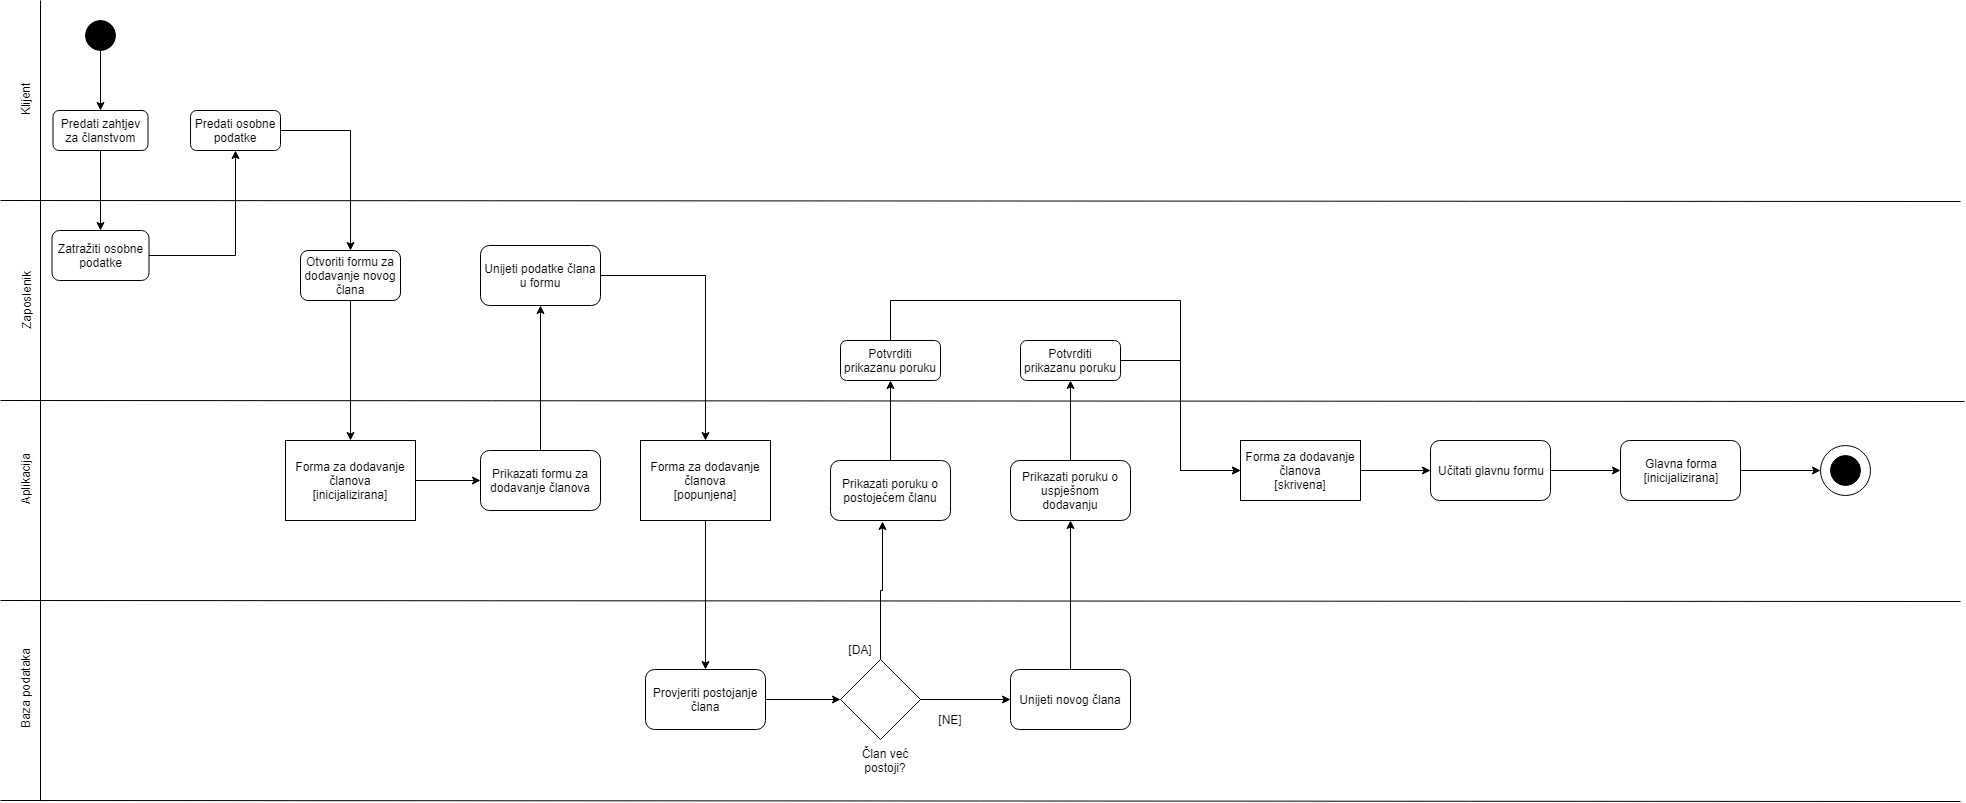 Klijent
Predati zahtjev
za članstvom
Predati osobne
podatke
Zaposlenik
Zatražiti osobne
podatke
Otvoriti formu za
dodavanje novog
člana
Unijeti podatke člana
u formu
Potvrditi
prikazanu poruku
Potvrditi
prikazanu poruku
Aplikacija
Forma za dodavanje
članova
[inicijalizirana]
Prikazati formu za
dodavanje članova
Forma za dodavanje
članova
[popunjena]
Prikazati poruku o
postojećem članu
Prikazati poruku o
uspješnom
dodavanju
Forma za dodavanje
članova
[skrivena]
Učitati glavnu formu
Glavna forma
[inicijalizirana]
Baza podataka
Provjeriti postojanje
člana
[DA]
[NE]
Član već
postoji?
Unijeti novog člana